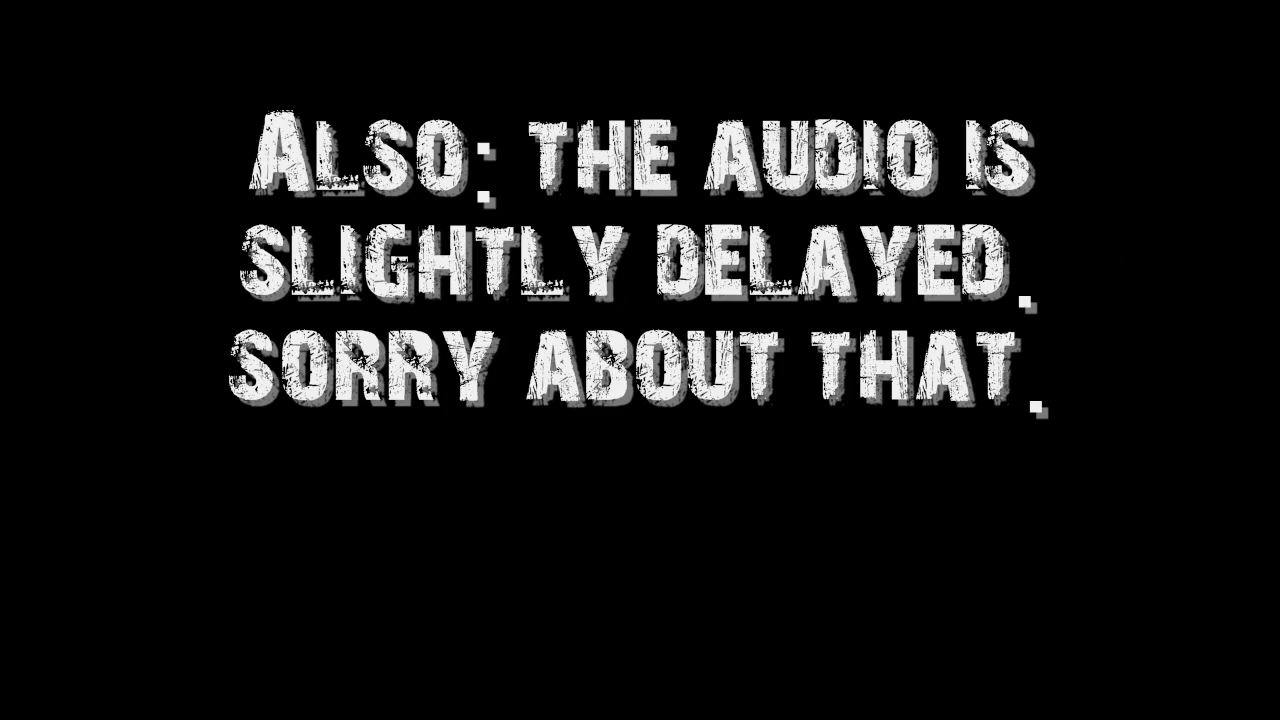 Also: the audio is
slightly delayed.
sorry about that.